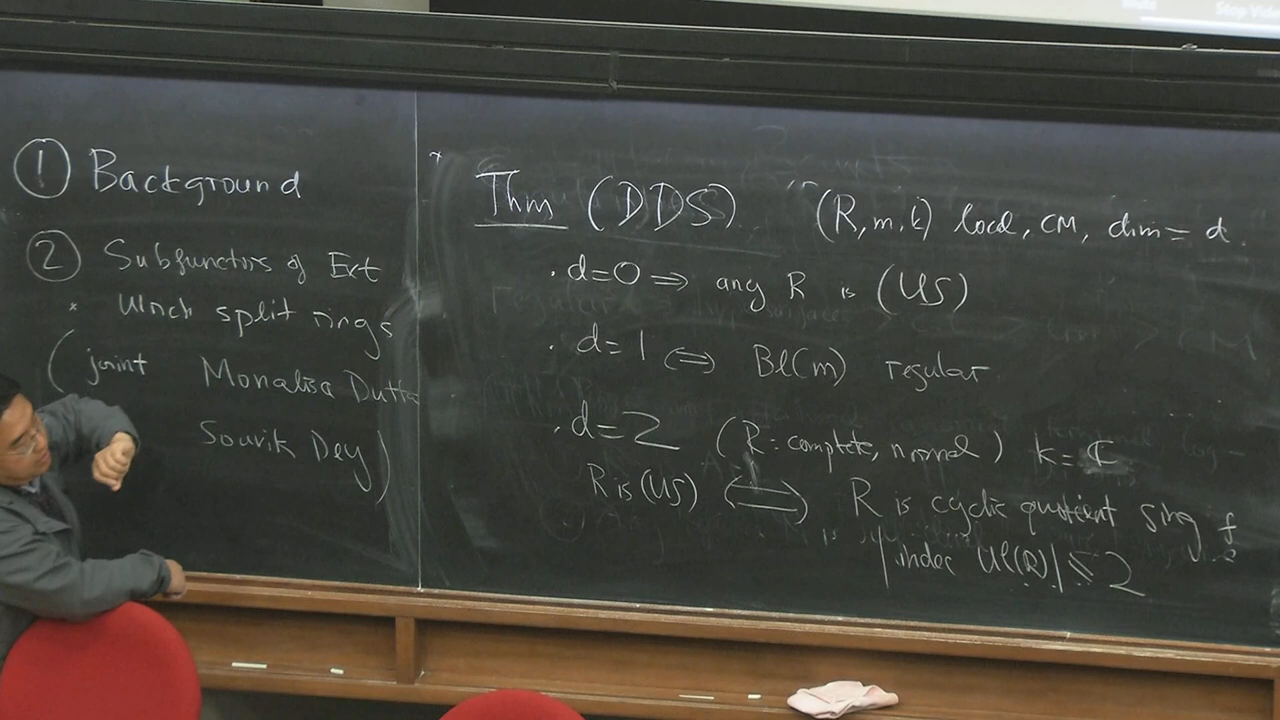 ① Background
② Subfunctors of Ext
* Ulrich split rings
(joint Monalisa Dutta
Souvik Dey)
Thm (DDS) (R, m, k) local, CM, dim = d.
· d=0 ⇒ any R is (US)
· d=1 ⇔ Bl(m) regular
· d=2 (R: complete, normal) k=ℂ
R is (US) (⇔) R is cyclic quotient sing &
|index Ul(R)| ≤ 2